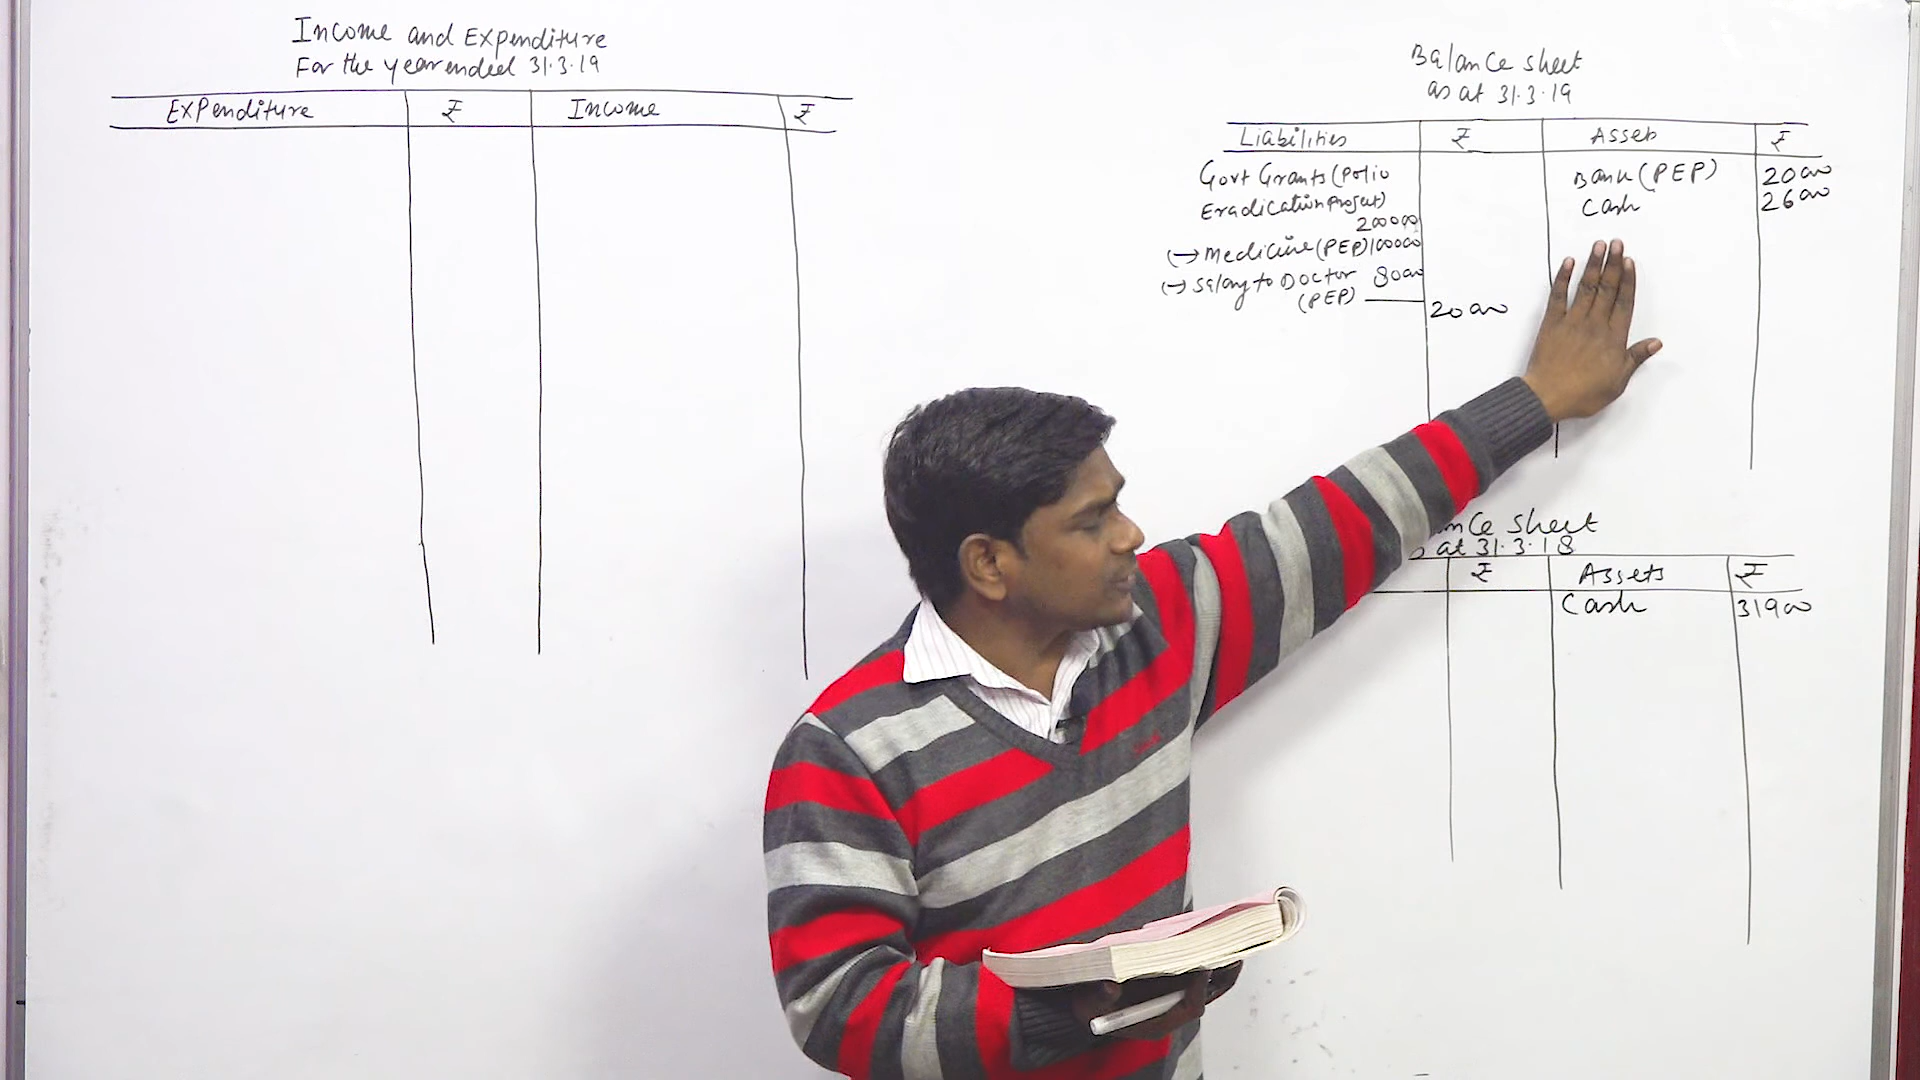 Income and Expenditure
For the year ended 31.3.19
Expenditure ₹ Income ₹
Balance sheet
as at 31.3.19
Liabilities ₹ Assets ₹
Govt Grants (Polio
Eradication Project)
200000
(-) Medicine (PEP) 100000
(-) Salary to Doctor 80000
(PEP)
20000
Bank (PEP) 20000
Cash 26000
nce sheet
at 31.3.18
₹ Assets ₹
Cash 31900